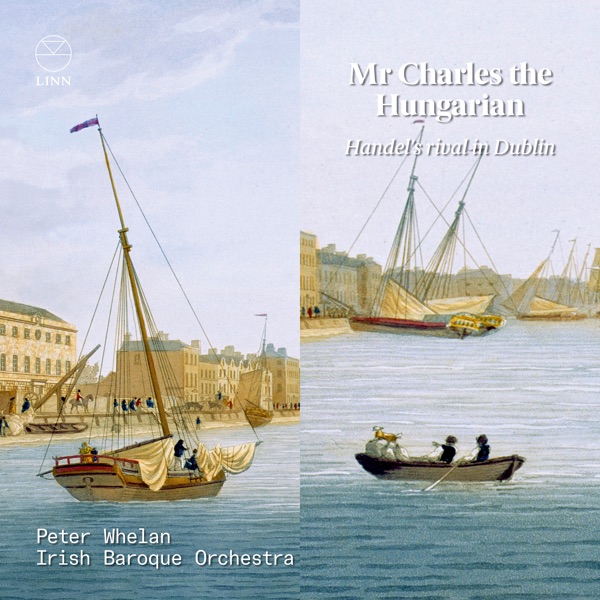 LINN
Mr Charles the
Hungarian
Handel's rival in Dublin
Peter Whelan
Irish Baroque Orchestra